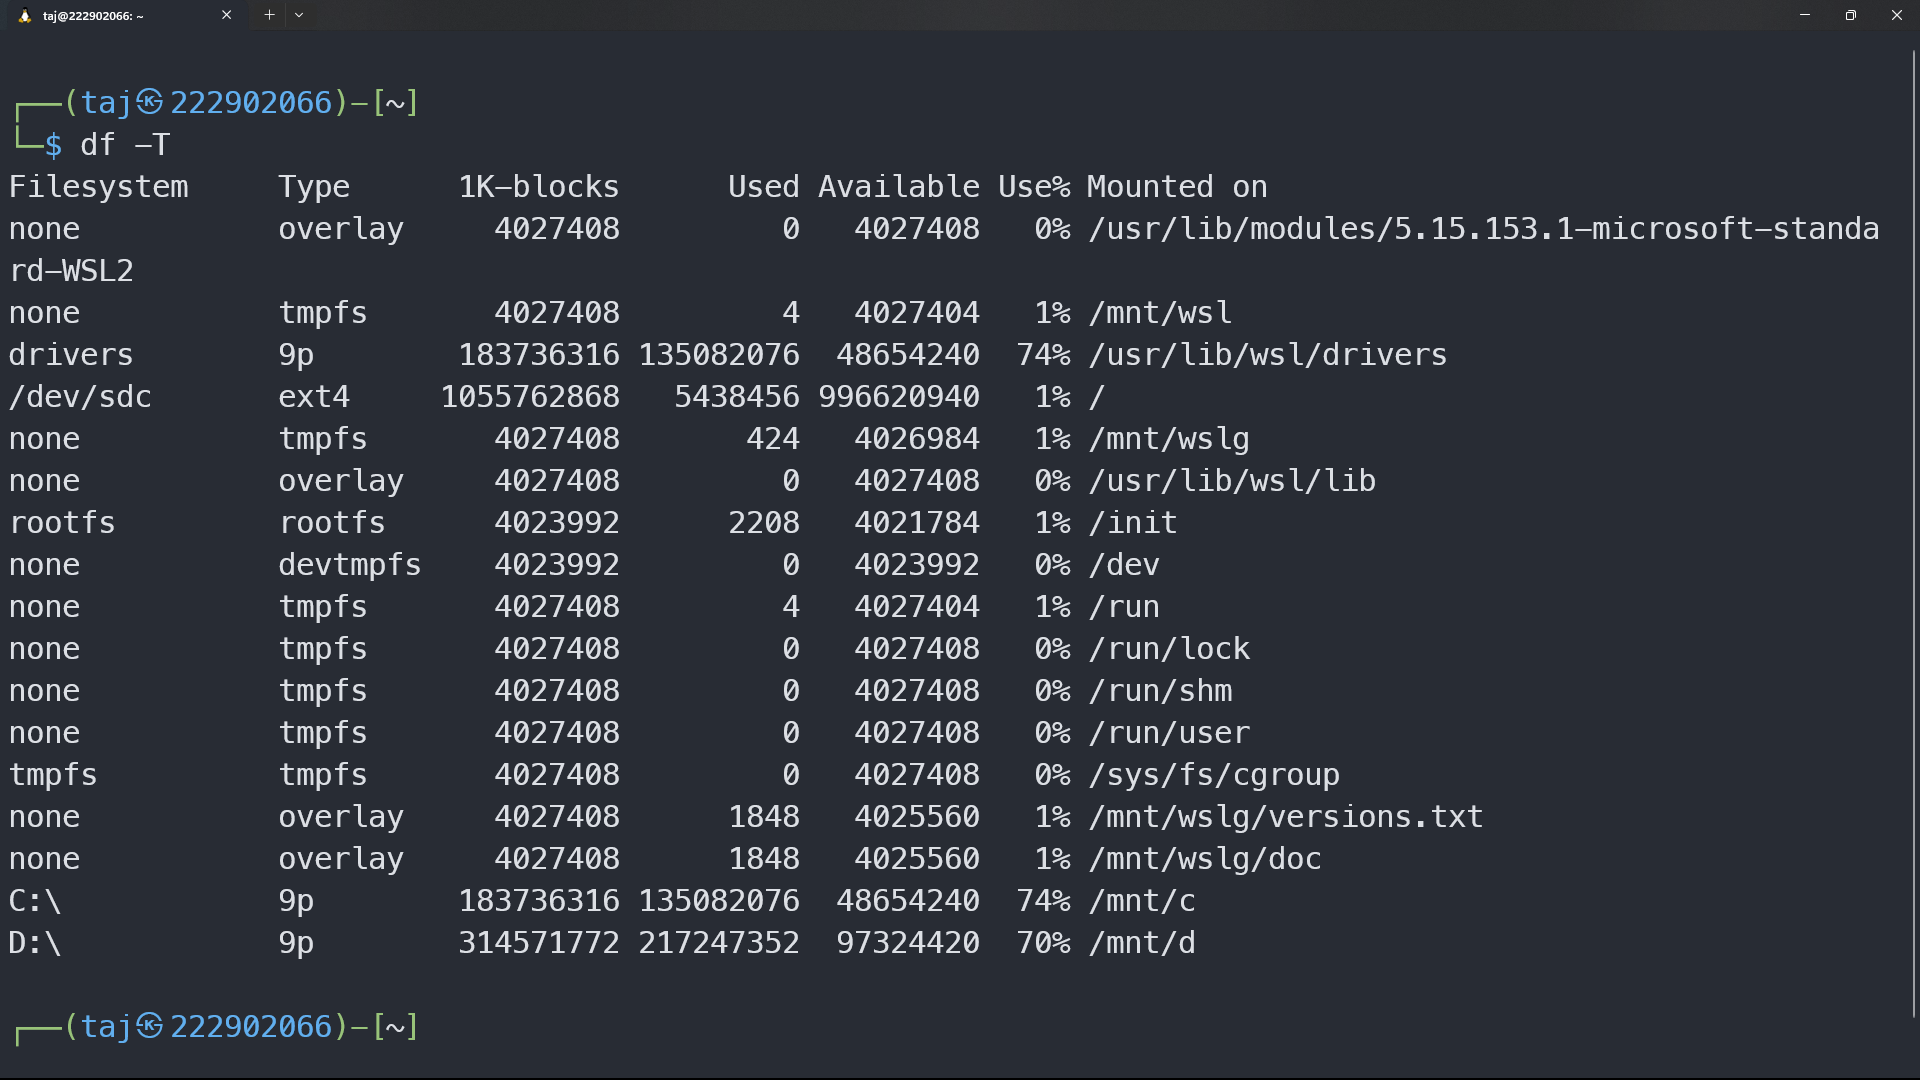 taj@222902066: ~
┌──(taj㉿222902066)-[~]
└─$ df -T
Filesystem     Type      1K-blocks      Used Available Use% Mounted on
none           overlay     4027408         0   4027408   0% /usr/lib/modules/5.15.153.1-microsoft-standa
rd-WSL2
none           tmpfs       4027408         4   4027404   1% /mnt/wsl
drivers        9p        183736316 135082076  48654240  74% /usr/lib/wsl/drivers
/dev/sdc       ext4     1055762868   5438456 996620940   1% /
none           tmpfs       4027408       424   4026984   1% /mnt/wslg
none           overlay     4027408         0   4027408   0% /usr/lib/wsl/lib
rootfs         rootfs      4023992      2208   4021784   1% /init
none           devtmpfs    4023992         0   4023992   0% /dev
none           tmpfs       4027408         4   4027404   1% /run
none           tmpfs       4027408         0   4027408   0% /run/lock
none           tmpfs       4027408         0   4027408   0% /run/shm
none           tmpfs       4027408         0   4027408   0% /run/user
tmpfs          tmpfs       4027408         0   4027408   0% /sys/fs/cgroup
none           overlay     4027408      1848   4025560   1% /mnt/wslg/versions.txt
none           overlay     4027408      1848   4025560   1% /mnt/wslg/doc
C:\            9p        183736316 135082076  48654240  74% /mnt/c
D:\            9p        314571772 217247352  97324420  70% /mnt/d
┌──(taj㉿222902066)-[~]